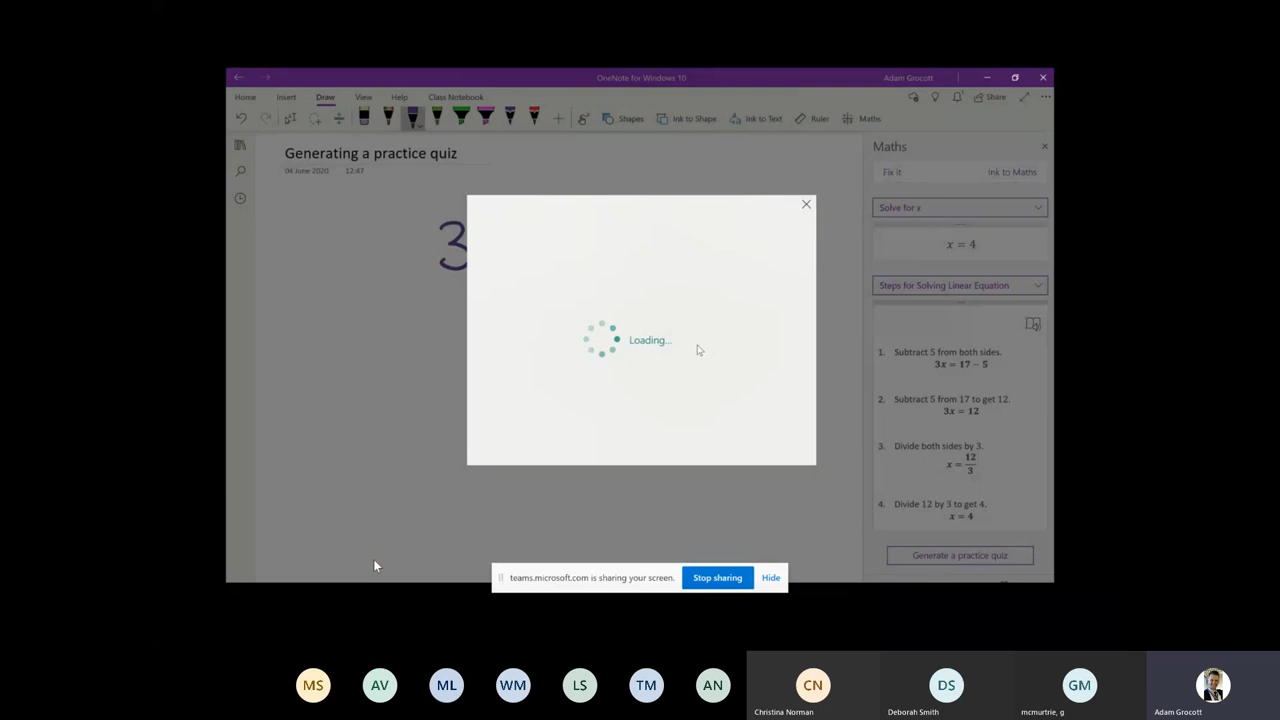 OneNote for Windows 10
Adam Grocott
Home Insert Draw View Help Class Notebook
Share
Shapes Ink to Shape Ink to Text Ruler Maths
Generating a practice quiz
04 June 2020 12:47
3
Loading...
Maths
Fix it Ink to Maths
Solve for x
x = 4
Steps for Solving Linear Equation
1. Subtract 5 from both sides.
3x = 17 − 5
2. Subtract 5 from 17 to get 12.
3x = 12
3. Divide both sides by 3.
x = 12/3
4. Divide 12 by 3 to get 4.
x = 4
Generate a practice quiz
teams.microsoft.com is sharing your screen. Stop sharing Hide
MS AV ML WM LS TM AN CN DS GM
Christina Norman Deborah Smith mcmurtrie, g Adam Grocott